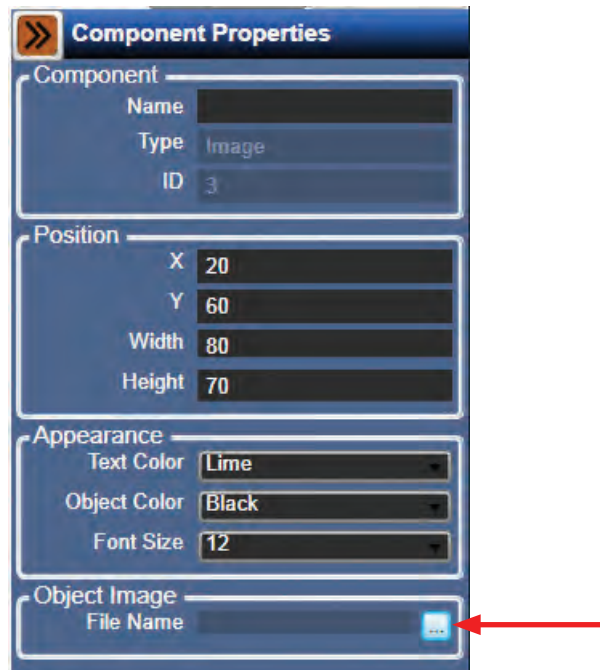 Component Properties
Component
Name
Type Image
ID 3
Position
X 20
Y 60
Width 80
Height 70
Appearance
Text Color Lime
Object Color Black
Font Size 12
Object Image
File Name ...